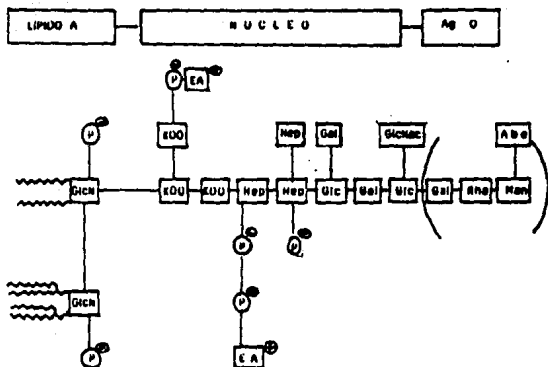 LIPIDO A NUCLEO Ag O
P EA
P KDO Hep Gal GlcNac Abe
GlcN KDO KDO Hep Hep Glc Gal Glc Gal Rha Man
P P
P
GlcN
P EA